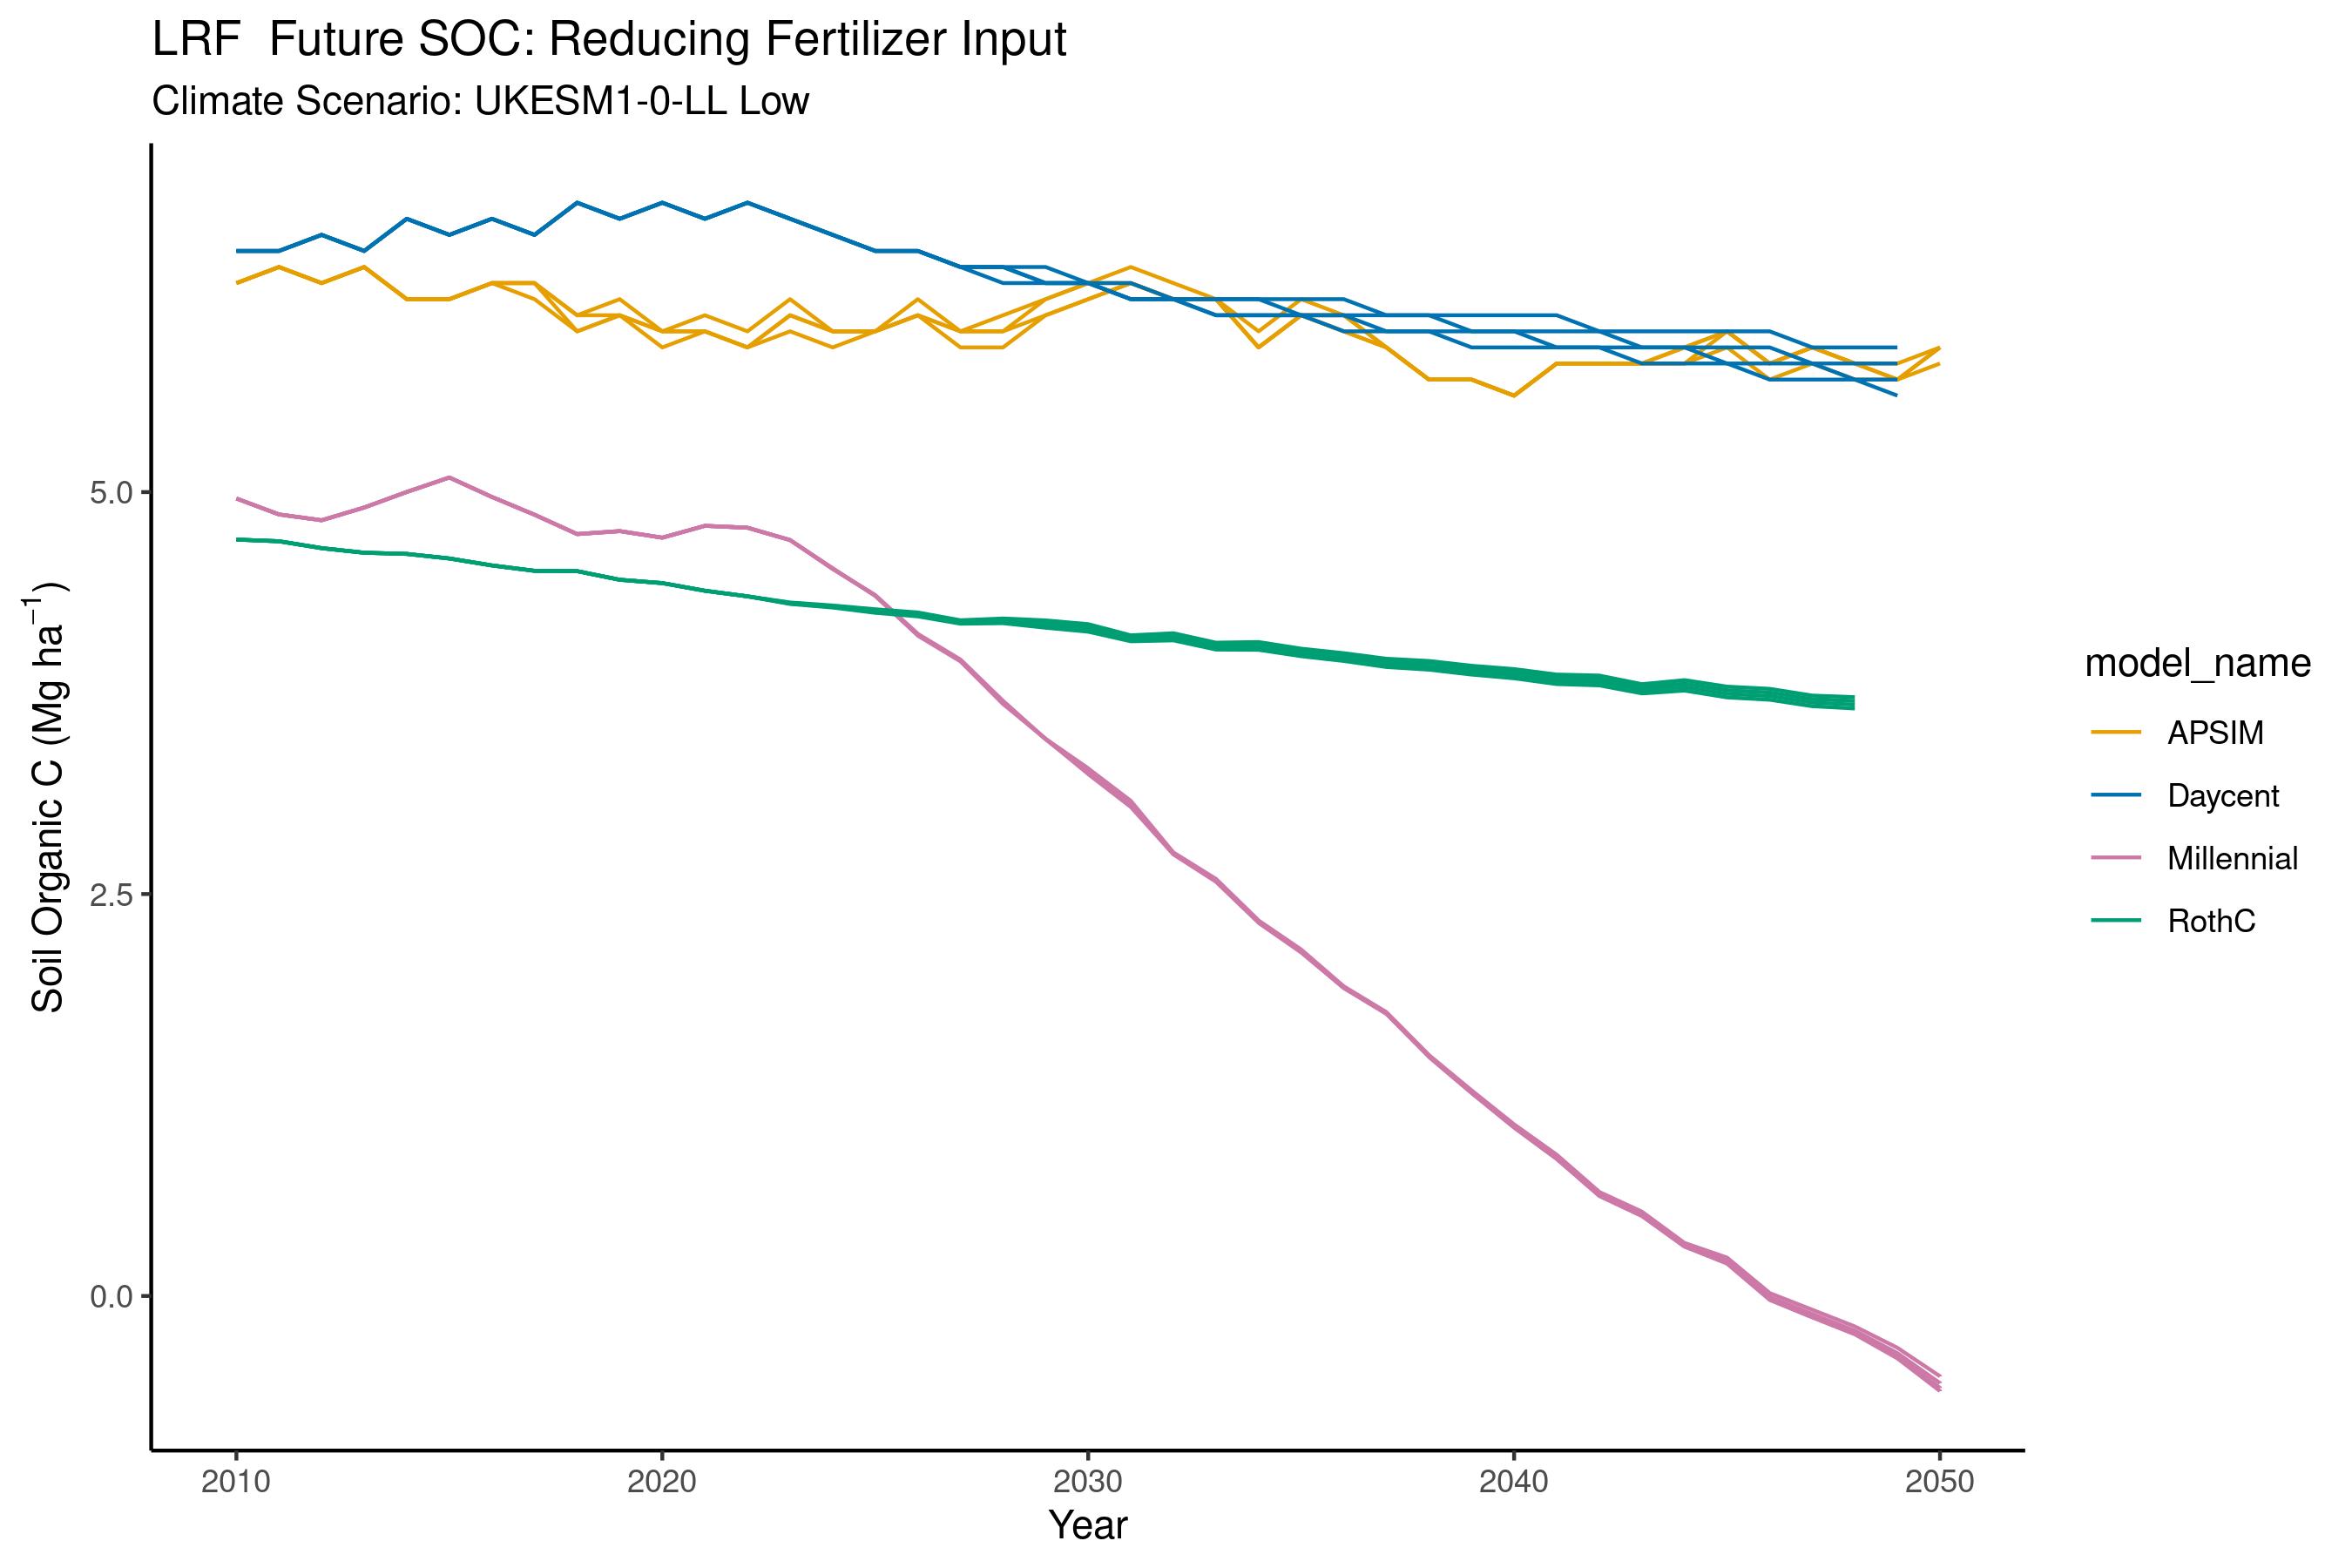 LRF  Future SOC: Reducing Fertilizer Input
Climate Scenario: UKESM1-0-LL Low
Soil Organic C (Mg ha⁻¹)
5.0
2.5
0.0
2010 2020 2030 2040 2050
Year
model_name
APSIM
Daycent
Millennial
RothC